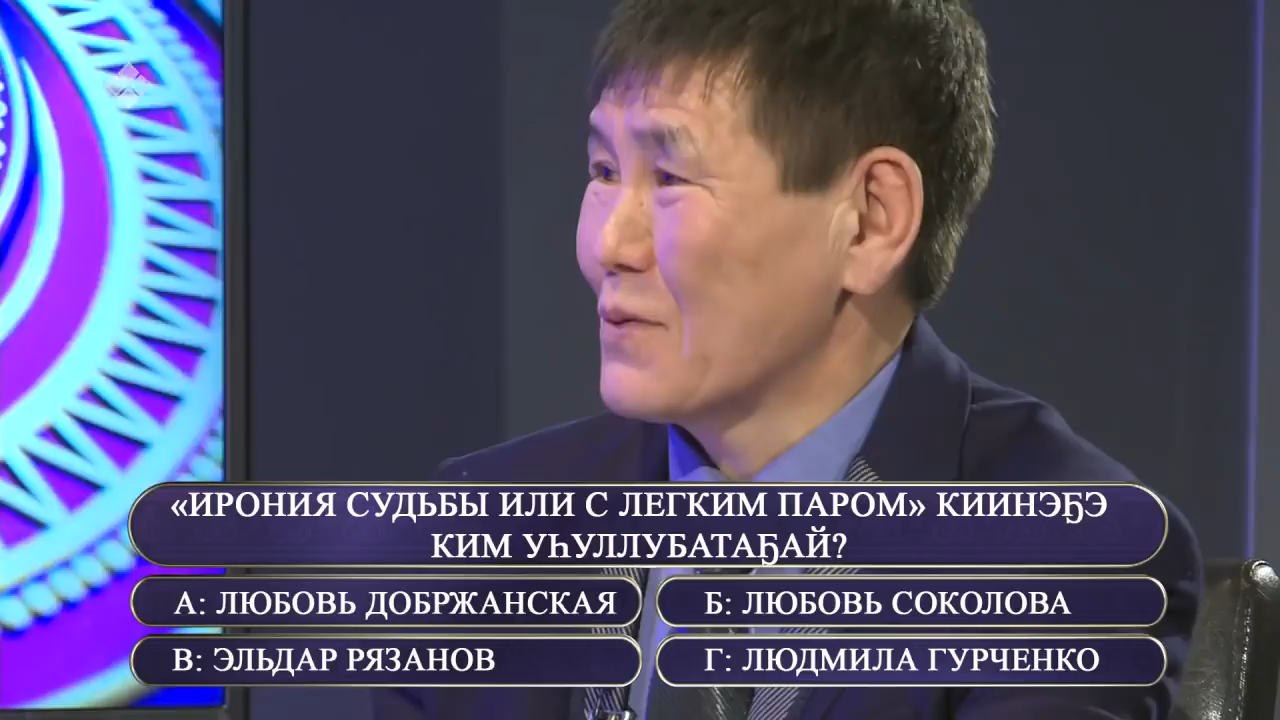 «ИРОНИЯ СУДЬБЫ ИЛИ С ЛЕГКИМ ПАРОМ» КИИНЭҔЭ
КИМ УҺУЛЛУБАТАҔАЙ?
А: ЛЮБОВЬ ДОБРЖАНСКАЯ
Б: ЛЮБОВЬ СОКОЛОВА
В: ЭЛЬДАР РЯЗАНОВ
Г: ЛЮДМИЛА ГУРЧЕНКО